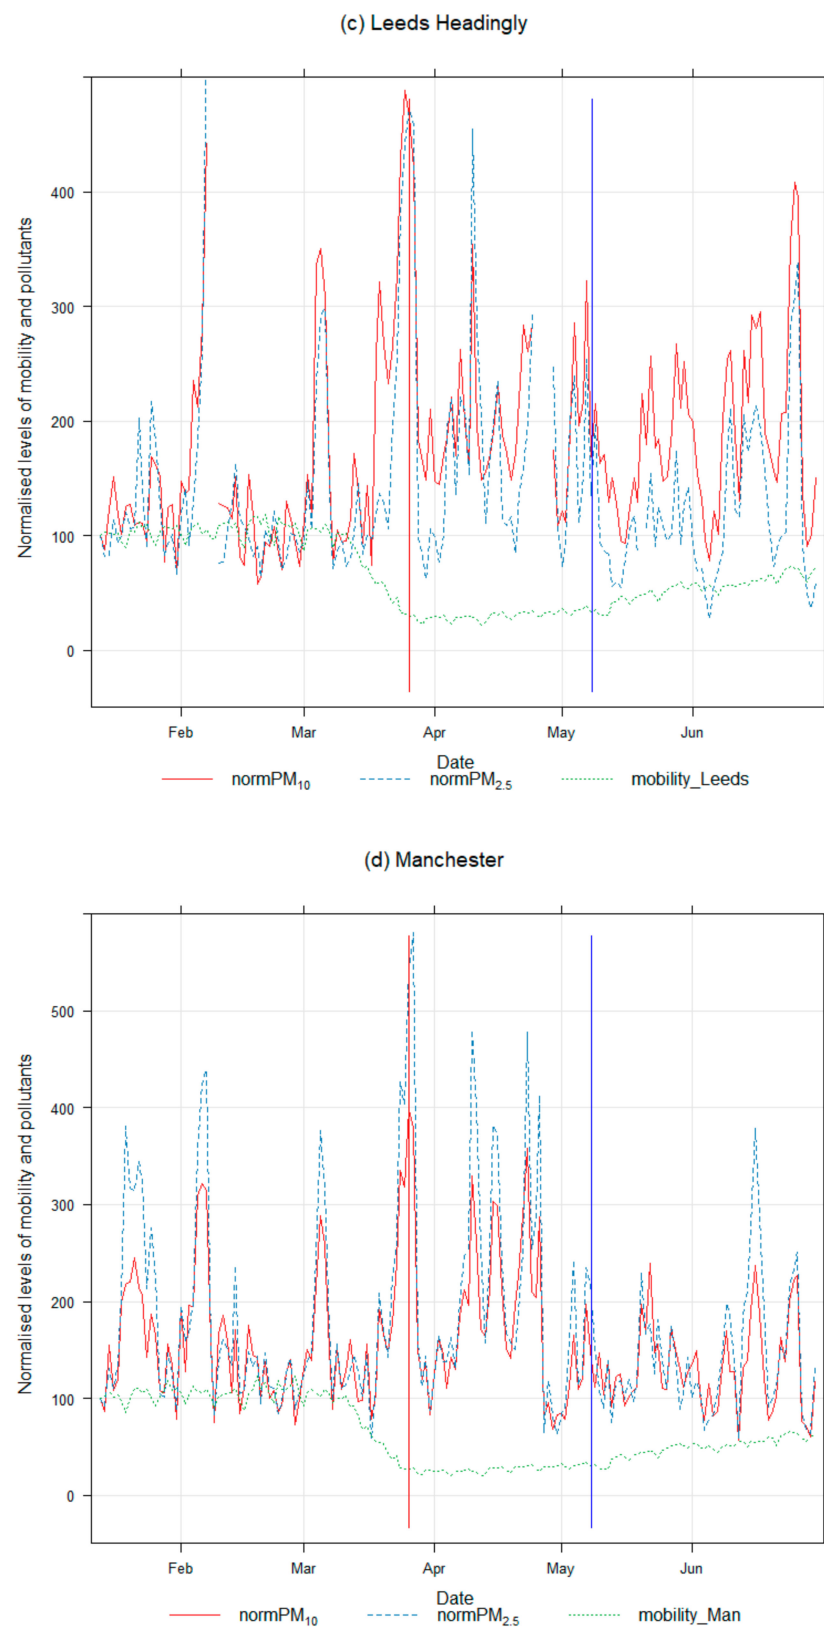 (c) Leeds Headingly
Normalised levels of mobility and pollutants
400
300
200
100
0
Feb Mar Apr May Jun
Date
normPM10 normPM2.5 mobility_Leeds
(d) Manchester
Normalised levels of mobility and pollutants
500
400
300
200
100
0
Feb Mar Apr May Jun
Date
normPM10 normPM2.5 mobility_Man